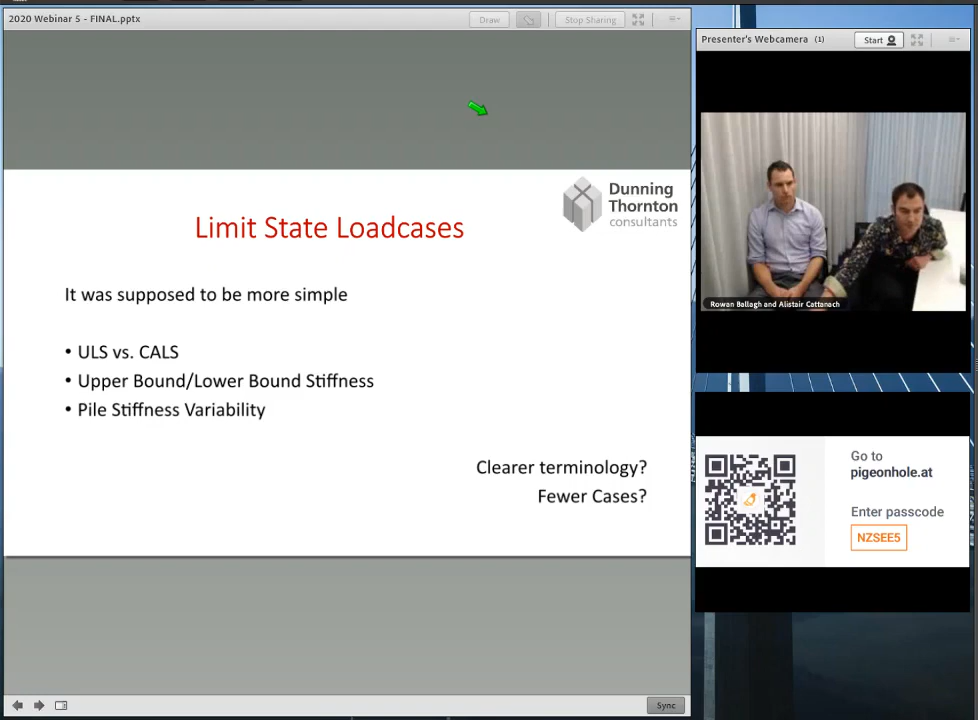 2020 Webinar 5 - FINAL.pptx
Draw
Stop Sharing
Limit State Loadcases
Dunning
Thornton
consultants
It was supposed to be more simple
• ULS vs. CALS
• Upper Bound/Lower Bound Stiffness
• Pile Stiffness Variability
Clearer terminology?
Fewer Cases?
Sync
Presenter's Webcamera (1)
Start
Rowan Ballagh and Alistair Cattanach
Go to
pigeonhole.at
Enter passcode
NZSEE5